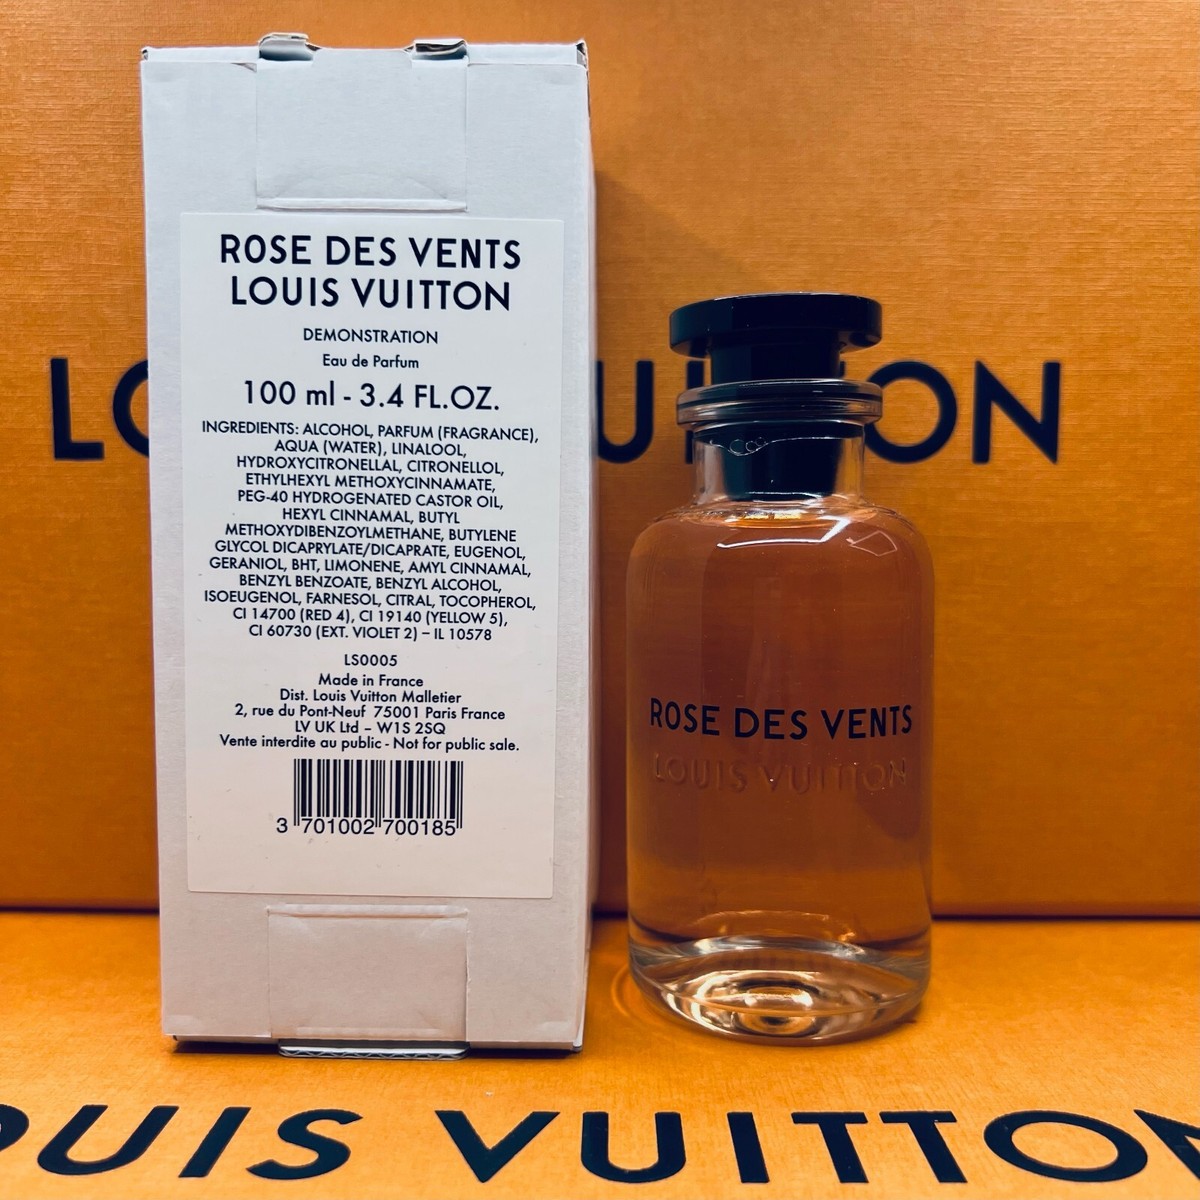 ROSE DES VENTS
LOUIS VUITTON
DEMONSTRATION
Eau de Parfum
100 ml - 3.4 FL.OZ.
INGREDIENTS: ALCOHOL, PARFUM (FRAGRANCE),
AQUA (WATER), LINALOOL,
HYDROXYCITRONELLAL, CITRONELLOL,
ETHYLHEXYL METHOXYCINNAMATE,
PEG-40 HYDROGENATED CASTOR OIL,
HEXYL CINNAMAL, BUTYL
METHOXYDIBENZOYLMETHANE, BUTYLENE
GLYCOL DICAPRYLATE/DICAPRATE, EUGENOL,
GERANIOL, BHT, LIMONENE, AMYL CINNAMAL,
BENZYL BENZOATE, BENZYL ALCOHOL,
ISOEUGENOL, FARNESOL, CITRAL, TOCOPHEROL,
CI 14700 (RED 4), CI 19140 (YELLOW 5),
CI 60730 (EXT. VIOLET 2) – IL 10578
LS0005
Made in France
Dist. Louis Vuitton Malletier
2, rue du Pont-Neuf 75001 Paris France
LV UK Ltd – W1S 2SQ
Vente interdite au public - Not for public sale.
3 701002 700185
ROSE DES VENTS
LOUIS VUITTON
OUIS VUITTON